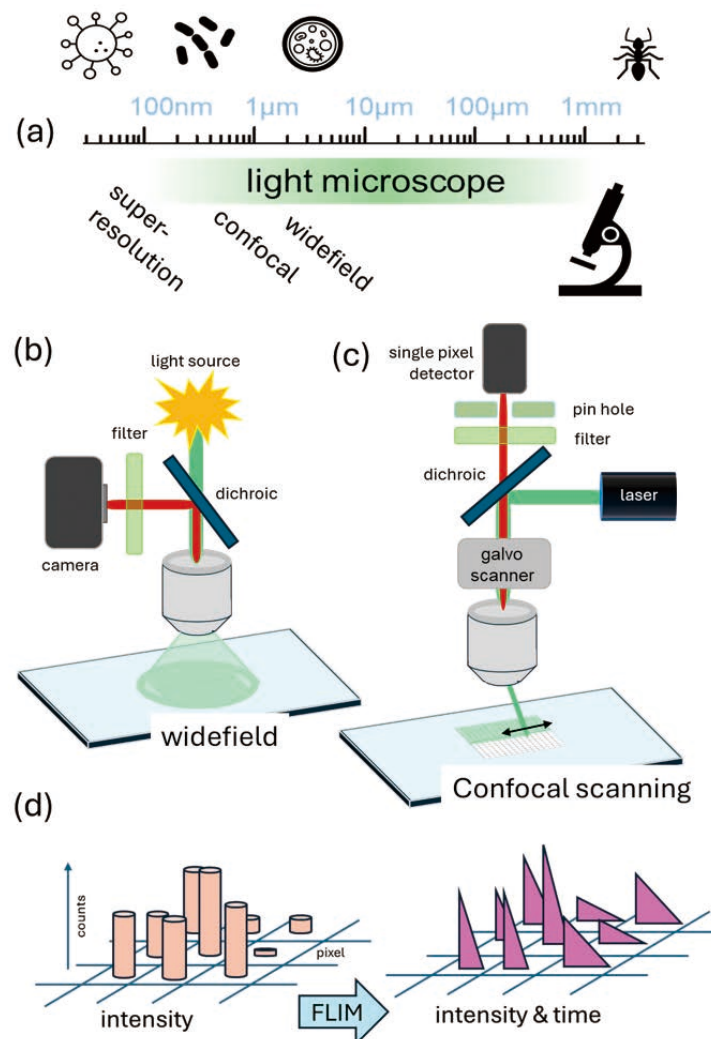 (a)
100nm 1µm 10µm 100µm 1mm
light microscope
super-
resolution
confocal
widefield
(b)
light source
filter
dichroic
camera
widefield
(c)
single pixel
detector
pin hole
filter
dichroic
laser
galvo
scanner
Confocal scanning
(d)
counts
pixel
intensity
FLIM
intensity & time